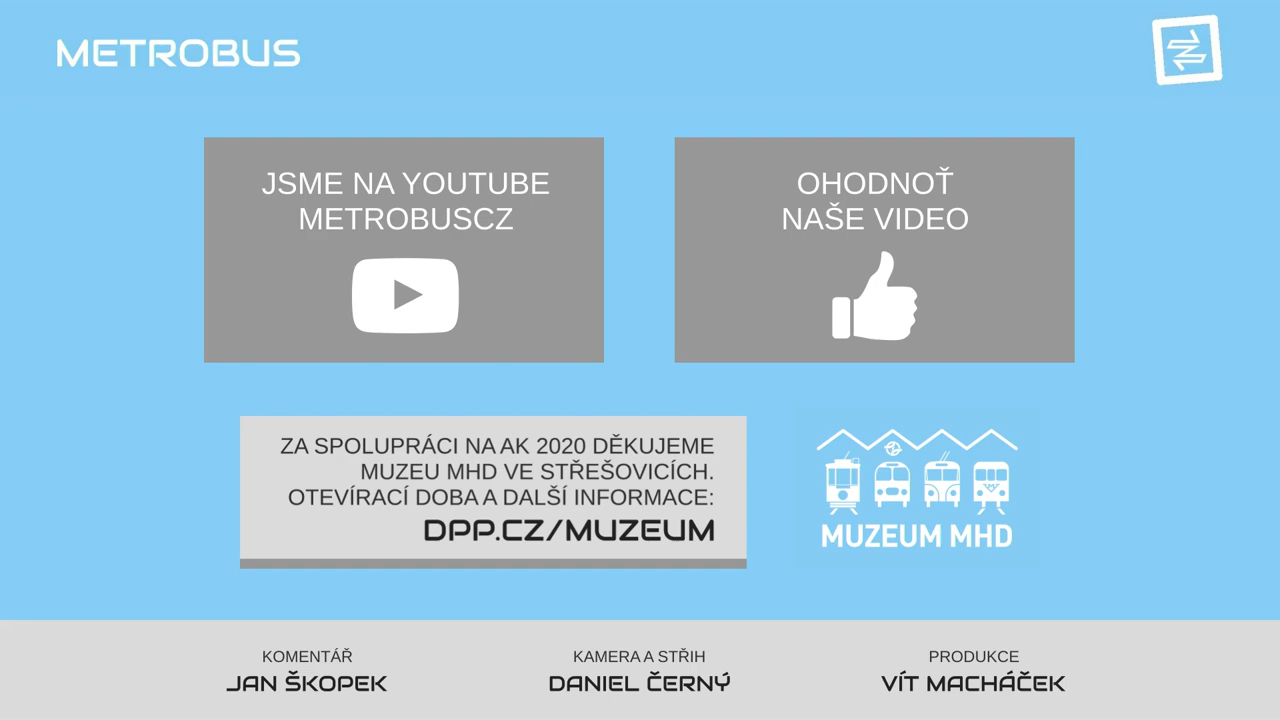 METROBUS
JSME NA YOUTUBE
METROBUSCZ
OHODNOŤ
NAŠE VIDEO
ZA SPOLUPRÁCI NA AK 2020 DĚKUJEME
MUZEU MHD VE STŘEŠOVICÍCH.
OTEVÍRACÍ DOBA A DALŠÍ INFORMACE:
DPP.CZ/MUZEUM
MUZEUM MHD
KOMENTÁŘ
JAN ŠKOPEK
KAMERA A STŘIH
DANIEL ČERNÝ
PRODUKCE
VÍT MACHÁČEK